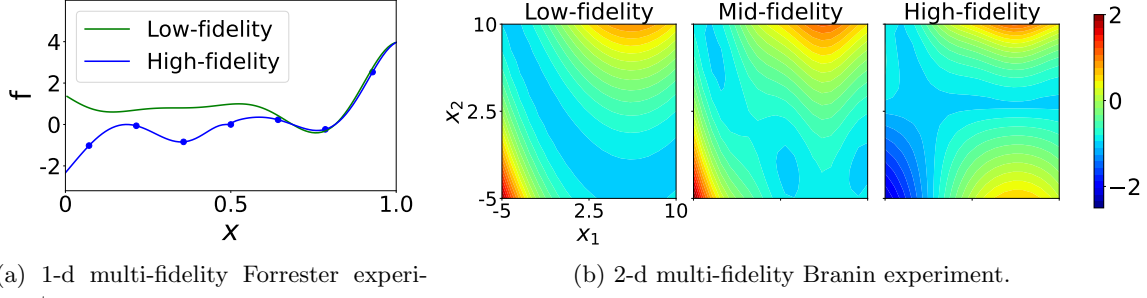 Low-fidelity
High-fidelity
4
2
0
-2
f
0
0.5
1.0
x
(a) 1-d multi-fidelity Forrester experi-
Low-fidelity
Mid-fidelity
High-fidelity
10
2.5
-5
x2
-5
2.5
10
x1
2
0
−2
(b) 2-d multi-fidelity Branin experiment.